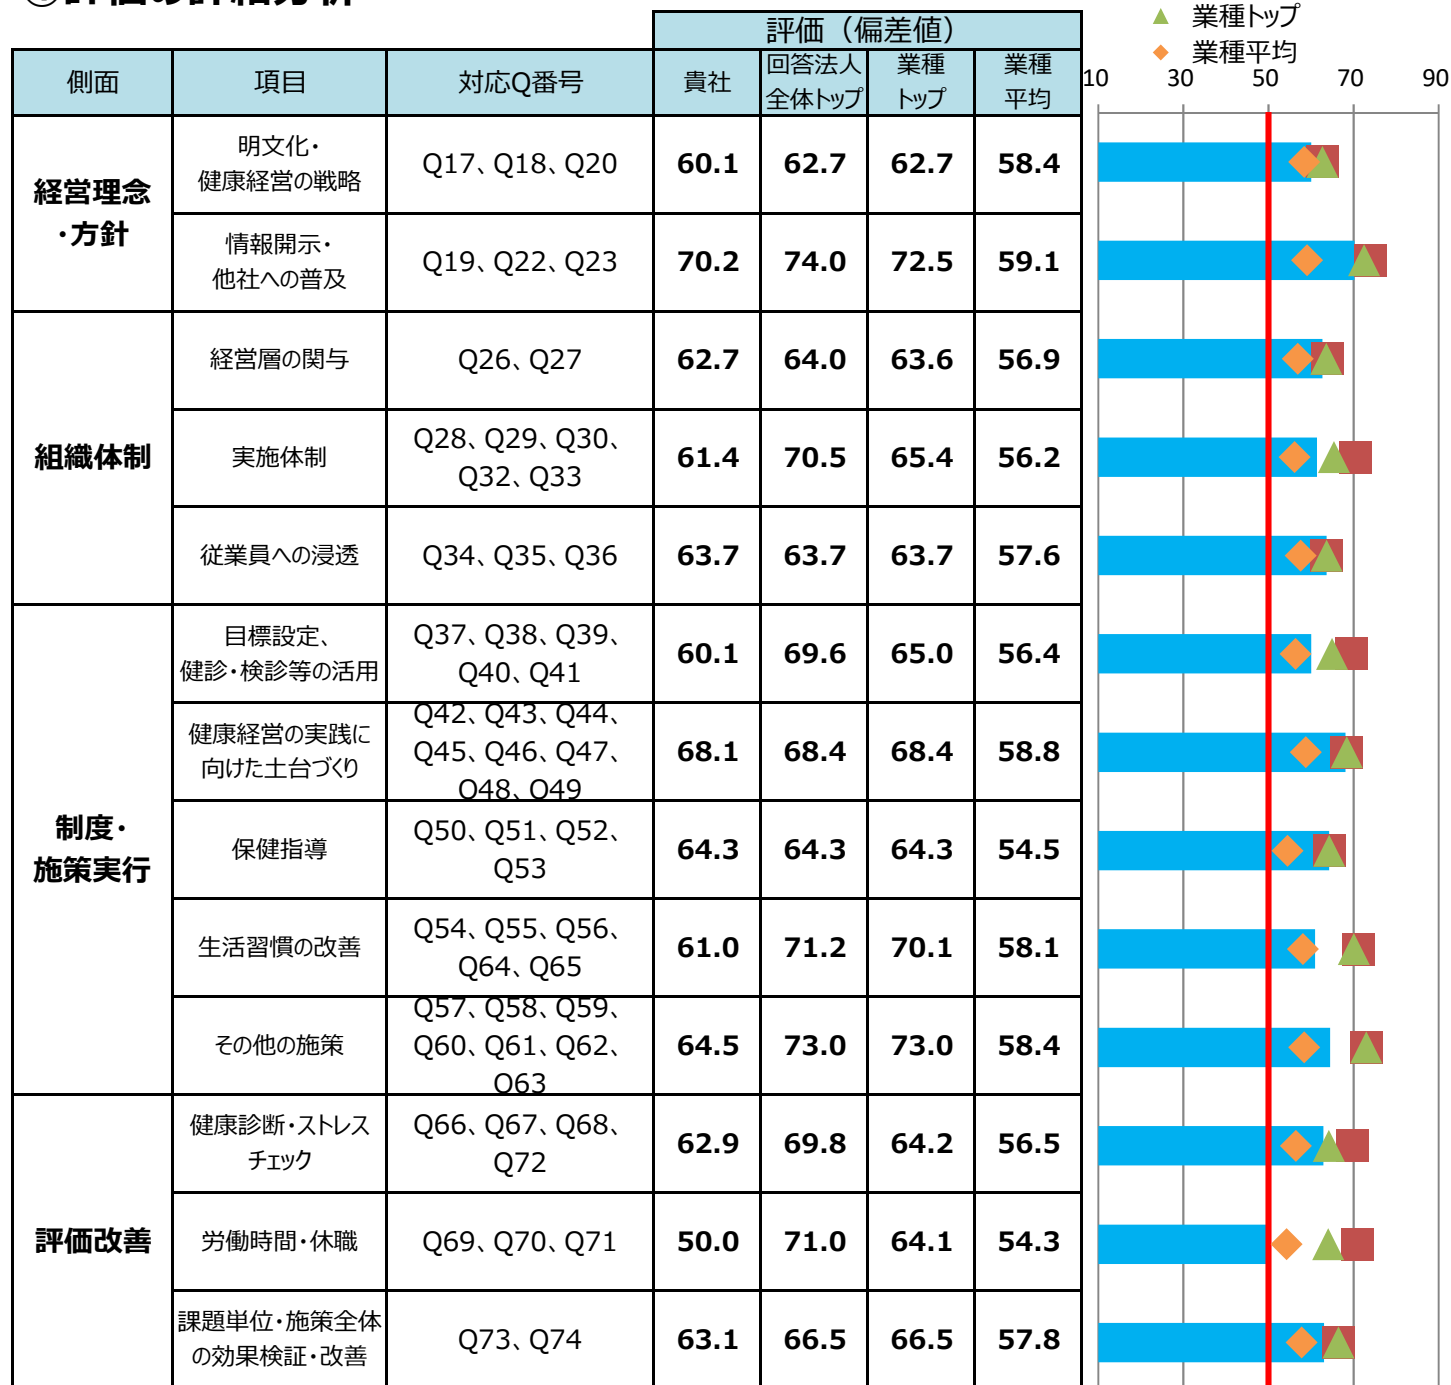 ①評価の詳細分析
▲ 業種トップ
◆ 業種平均
評価（偏差値）
側面 項目 対応Q番号 貴社 回答法人 業種 業種
全体トップ トップ 平均
10 30 50 70 90
経営理念
・方針
明文化・
健康経営の戦略
Q17、Q18、Q20 60.1 62.7 62.7 58.4
情報開示・
他社への普及
Q19、Q22、Q23 70.2 74.0 72.5 59.1
組織体制
経営層の関与 Q26、Q27 62.7 64.0 63.6 56.9
実施体制
Q28、Q29、Q30、
Q32、Q33
61.4 70.5 65.4 56.2
従業員への浸透 Q34、Q35、Q36 63.7 63.7 63.7 57.6
制度・
施策実行
目標設定、
健診・検診等の活用
Q37、Q38、Q39、
Q40、Q41
60.1 69.6 65.0 56.4
健康経営の実践に
向けた土台づくり
Q42、Q43、Q44、
Q45、Q46、Q47、
Q48、Q49
68.1 68.4 68.4 58.8
保健指導
Q50、Q51、Q52、
Q53
64.3 64.3 64.3 54.5
生活習慣の改善
Q54、Q55、Q56、
Q64、Q65
61.0 71.2 70.1 58.1
その他の施策
Q57、Q58、Q59、
Q60、Q61、Q62、
Q63
64.5 73.0 73.0 58.4
評価改善
健康診断・ストレス
チェック
Q66、Q67、Q68、
Q72
62.9 69.8 64.2 56.5
労働時間・休職 Q69、Q70、Q71 50.0 71.0 64.1 54.3
課題単位・施策全体
の効果検証・改善
Q73、Q74 63.1 66.5 66.5 57.8